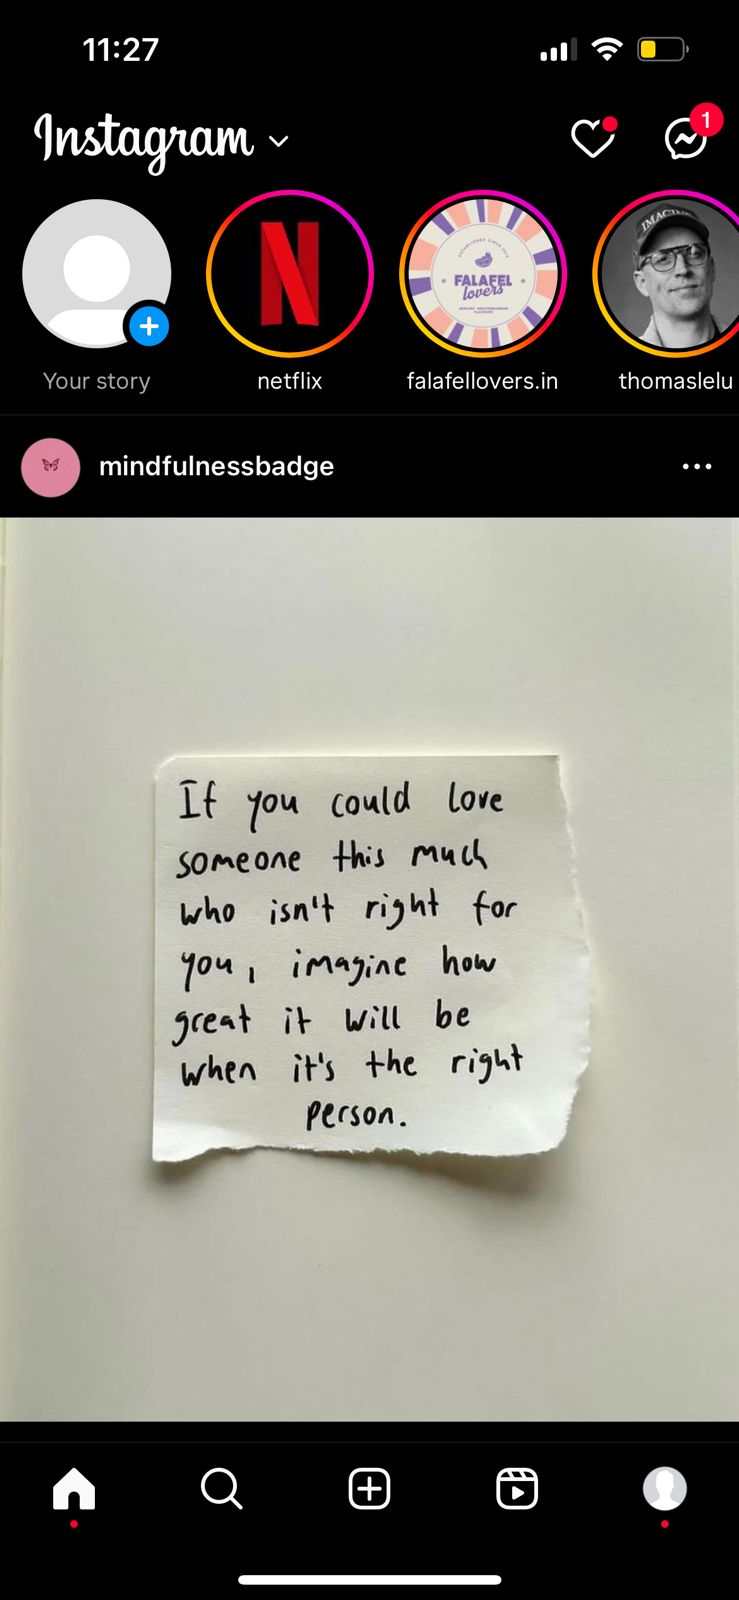 11:27
Instagram
1
IMAGINE
FALAFEL
lovers
Your story
netflix
falafellovers.in
thomaslelu
mindfulnessbadge
If you could love
someone this much
who isn't right for
you, imagine how
great it will be
when it's the right
person.